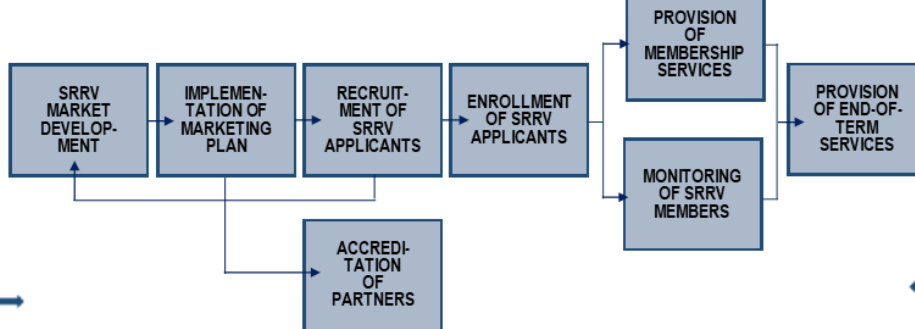 SRRV
MARKET
DEVELOP-
MENT
IMPLEMEN-
TATION OF
MARKETING
PLAN
RECRUIT-
MENT OF
SRRV
APPLICANTS
ENROLLMENT
OF SRRV
APPLICANTS
PROVISION
OF
MEMBERSHIP
SERVICES
MONITORING
OF SRRV
MEMBERS
PROVISION
OF END-OF-
TERM
SERVICES
ACCREDI-
TATION
OF
PARTNERS